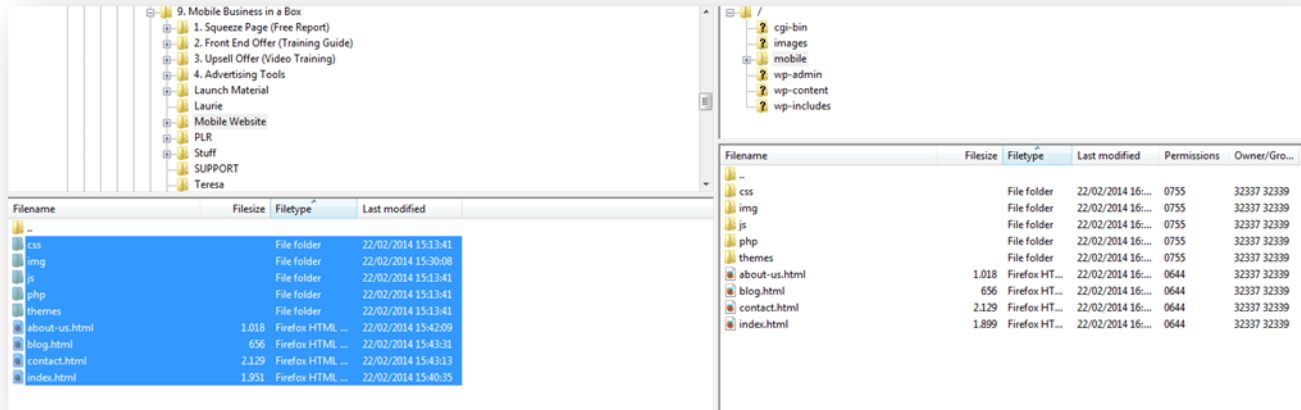 9. Mobile Business in a Box
1. Squeeze Page (Free Report)
2. Front End Offer (Training Guide)
3. Upsell Offer (Video Training)
4. Advertising Tools
Launch Material
Laurie
Mobile Website
PLR
Stuff
SUPPORT
Teresa
Filename Filesize Filetype Last modified
..
css File folder 22/02/2014 15:13:41
img File folder 22/02/2014 15:30:08
js File folder 22/02/2014 15:13:41
php File folder 22/02/2014 15:13:41
themes File folder 22/02/2014 15:13:41
about-us.html 1.018 Firefox HTML ... 22/02/2014 15:42:09
blog.html 656 Firefox HTML ... 22/02/2014 15:43:31
contact.html 2.129 Firefox HTML ... 22/02/2014 15:43:13
index.html 1.951 Firefox HTML ... 22/02/2014 15:40:35
/
? cgi-bin
? images
mobile
? wp-admin
? wp-content
? wp-includes
Filename Filesize Filetype Last modified Permissions Owner/Gro...
..
css File folder 22/02/2014 16:... 0755 32337 32339
img File folder 22/02/2014 16:... 0755 32337 32339
js File folder 22/02/2014 16:... 0755 32337 32339
php File folder 22/02/2014 16:... 0755 32337 32339
themes File folder 22/02/2014 16:... 0755 32337 32339
about-us.html 1.018 Firefox HT... 22/02/2014 16:... 0644 32337 32339
blog.html 656 Firefox HT... 22/02/2014 16:... 0644 32337 32339
contact.html 2.129 Firefox HT... 22/02/2014 16:... 0644 32337 32339
index.html 1.899 Firefox HT... 22/02/2014 16:... 0644 32337 32339